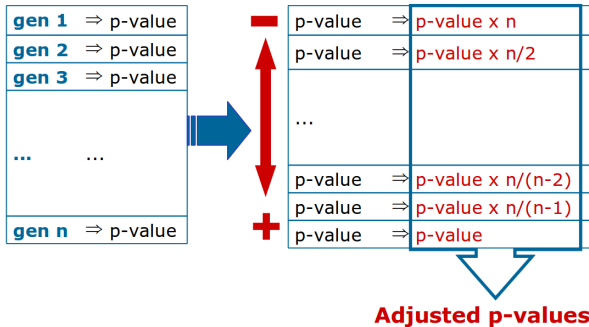 gen 1 ⇒ p-value
gen 2 ⇒ p-value
gen 3 ⇒ p-value
... ...
gen n ⇒ p-value
–
+
p-value ⇒ p-value x n
p-value ⇒ p-value x n/2
...
p-value ⇒ p-value x n/(n-2)
p-value ⇒ p-value x n/(n-1)
p-value ⇒ p-value
Adjusted p-values